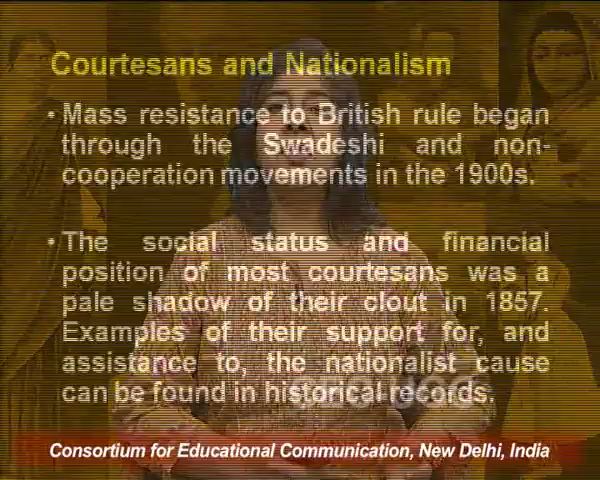 Courtesans and Nationalism
• Mass resistance to British rule began
through the Swadeshi and non-
cooperation movements in the 1900s.
• The social status and financial
position of most courtesans was a
pale shadow of their clout in 1857.
Examples of their support for, and
assistance to, the nationalist cause
can be found in historical records.
Consortium for Educational Communication, New Delhi, India